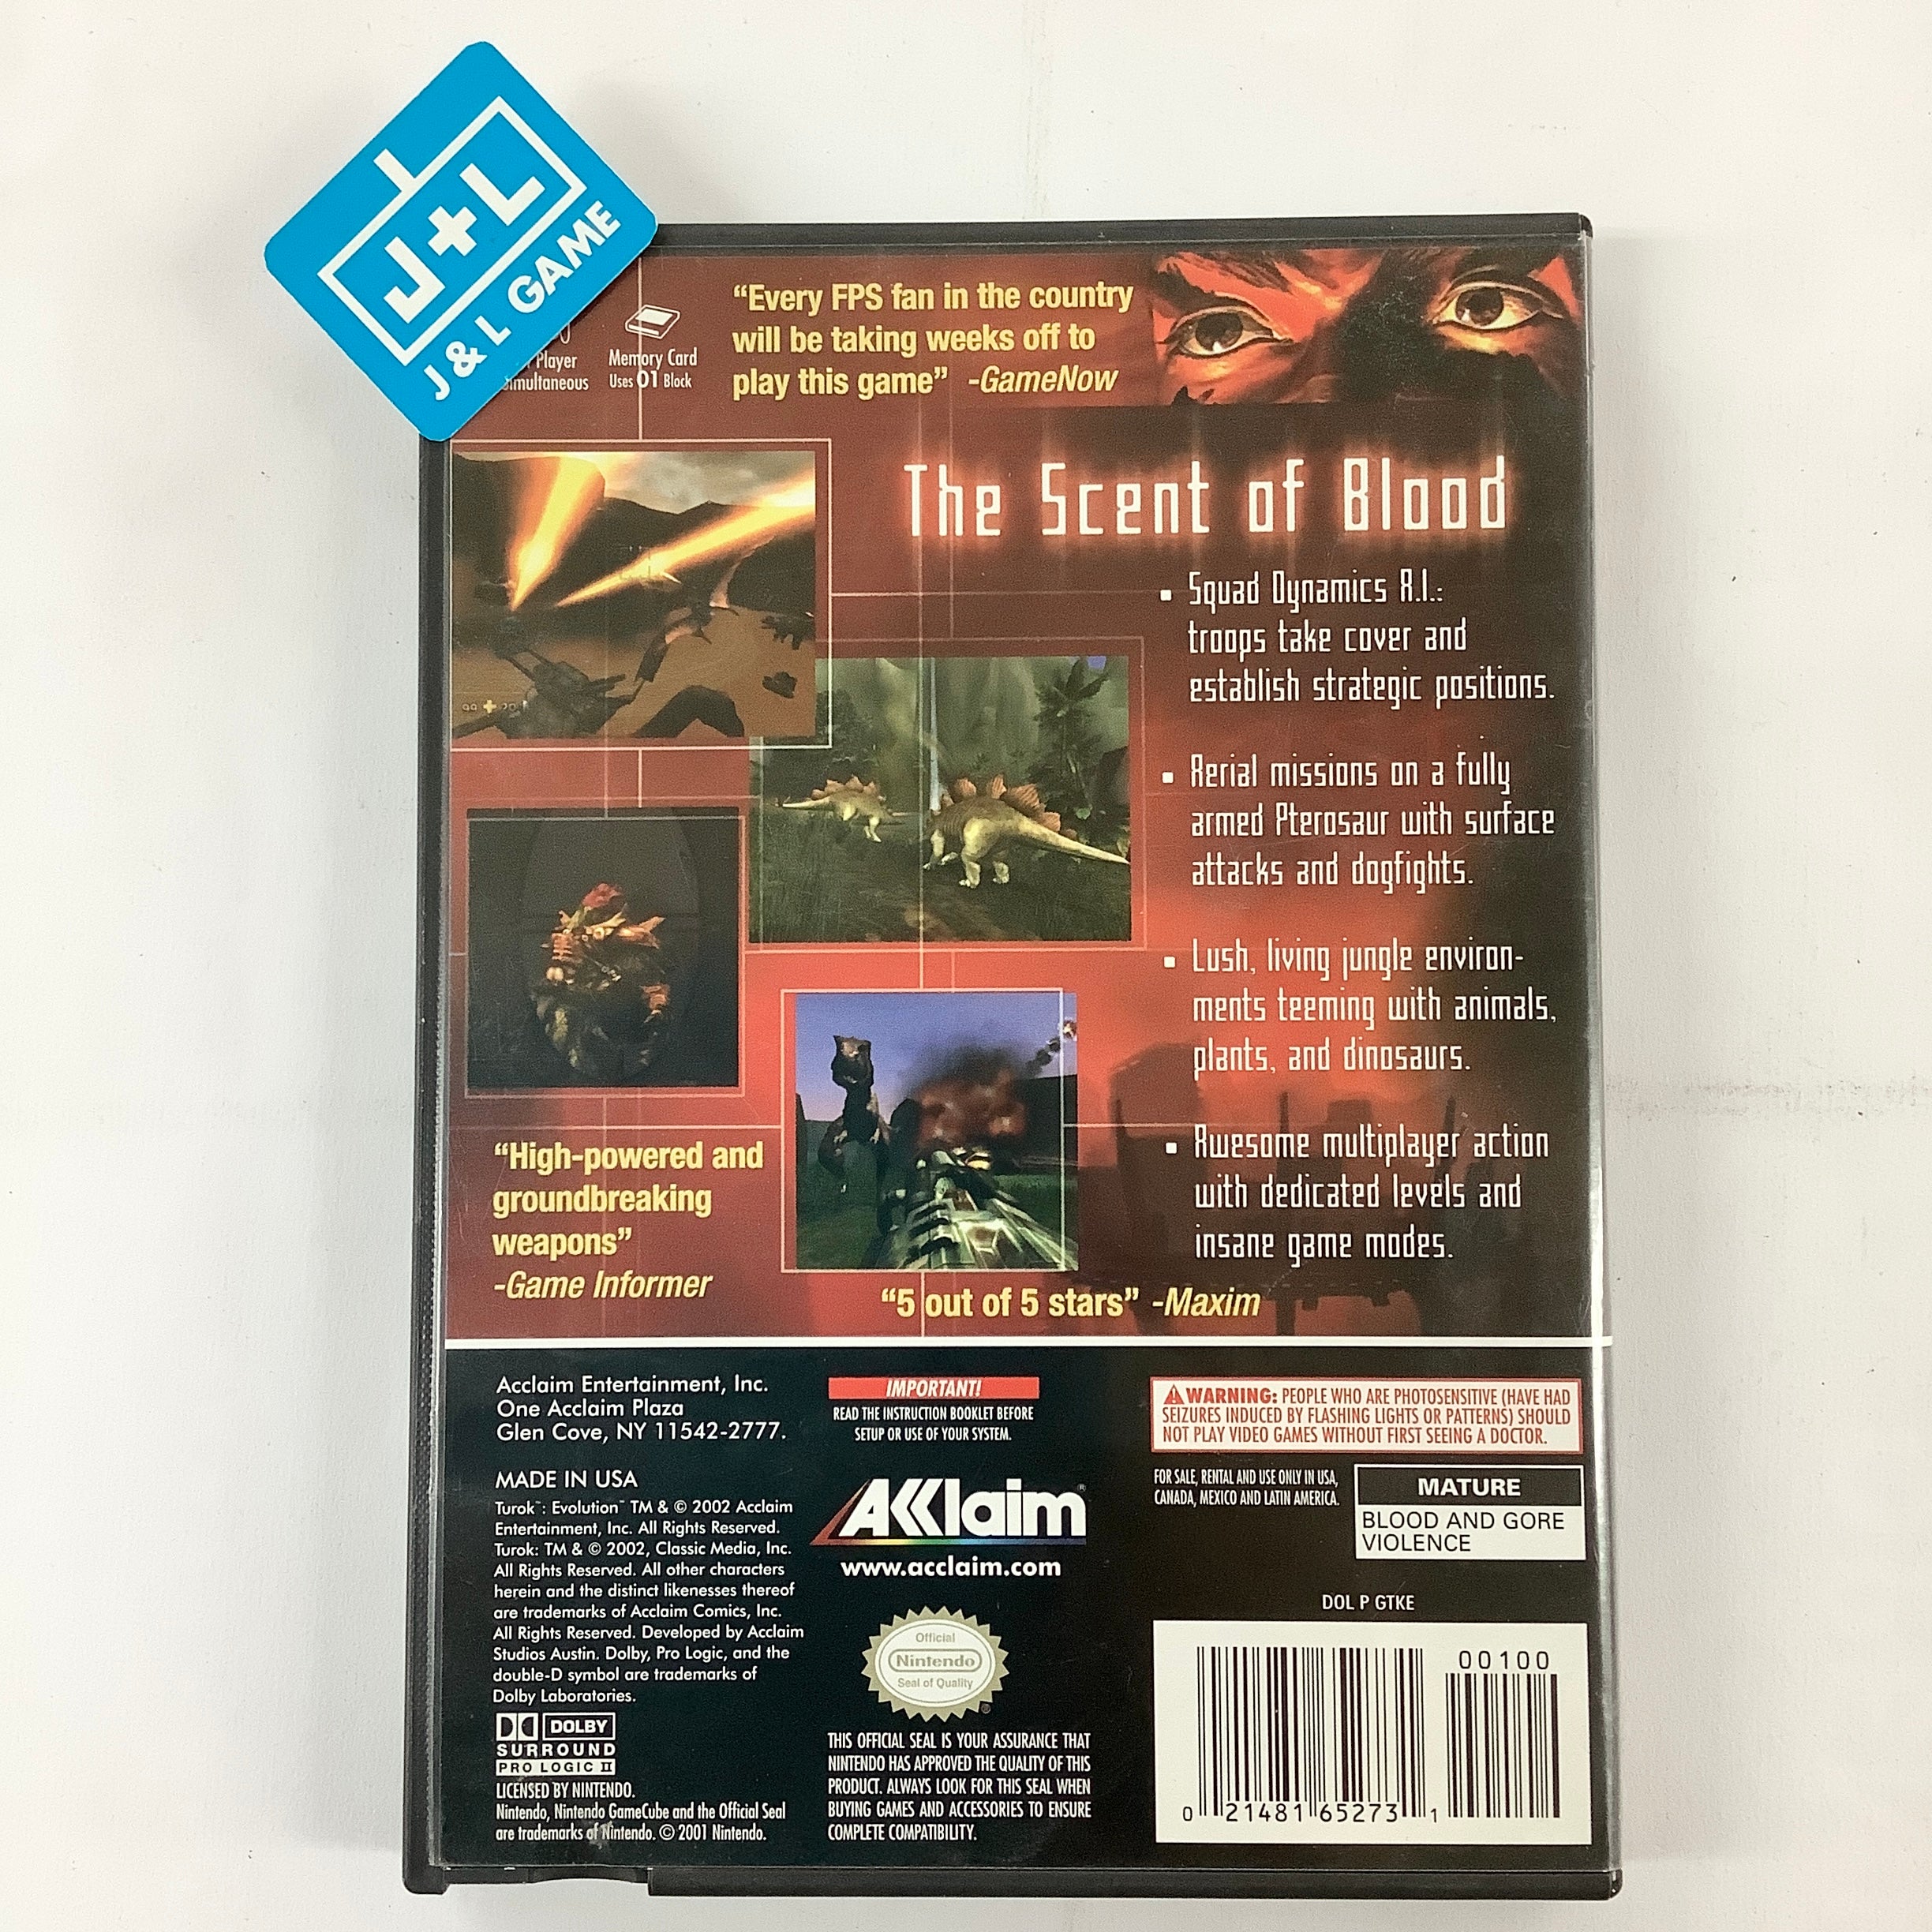 J+L
J & L GAME
Player
Simultaneous
Memory Card
Uses 01 Block
“Every FPS fan in the country
will be taking weeks off to
play this game” -GameNow
The Scent of Blood
▪ Squad Dynamics A.I.:
troops take cover and
establish strategic positions.
▪ Aerial missions on a fully
armed Pterosaur with surface
attacks and dogfights.
▪ Lush, living jungle environ-
ments teeming with animals,
plants, and dinosaurs.
▪ Awesome multiplayer action
with dedicated levels and
insane game modes.
“High-powered and
groundbreaking
weapons”
-Game Informer
“5 out of 5 stars” -Maxim
Acclaim Entertainment, Inc.
One Acclaim Plaza
Glen Cove, NY 11542-2777.
MADE IN USA
Turok™: Evolution™ TM & © 2002 Acclaim
Entertainment, Inc. All Rights Reserved.
Turok: TM & © 2002, Classic Media, Inc.
All Rights Reserved. All other characters
herein and the distinct likenesses thereof
are trademarks of Acclaim Comics, Inc.
All Rights Reserved. Developed by Acclaim
Studios Austin. Dolby, Pro Logic, and the
double-D symbol are trademarks of
Dolby Laboratories.
DOLBY
SURROUND
PRO LOGIC II
LICENSED BY NINTENDO.
Nintendo, Nintendo GameCube and the Official Seal
are trademarks of Nintendo. © 2001 Nintendo.
IMPORTANT!
READ THE INSTRUCTION BOOKLET BEFORE
SETUP OR USE OF YOUR SYSTEM.
AKKlaim®
www.acclaim.com
Official
Nintendo
Seal of Quality
®
THIS OFFICIAL SEAL IS YOUR ASSURANCE THAT
NINTENDO HAS APPROVED THE QUALITY OF THIS
PRODUCT. ALWAYS LOOK FOR THIS SEAL WHEN
BUYING GAMES AND ACCESSORIES TO ENSURE
COMPLETE COMPATIBILITY.
WARNING: PEOPLE WHO ARE PHOTOSENSITIVE (HAVE HAD
SEIZURES INDUCED BY FLASHING LIGHTS OR PATTERNS) SHOULD
NOT PLAY VIDEO GAMES WITHOUT FIRST SEEING A DOCTOR.
FOR SALE, RENTAL AND USE ONLY IN USA,
CANADA, MEXICO AND LATIN AMERICA.
MATURE
BLOOD AND GORE
VIOLENCE
DOL P GTKE
00100
0 21481 65273 1